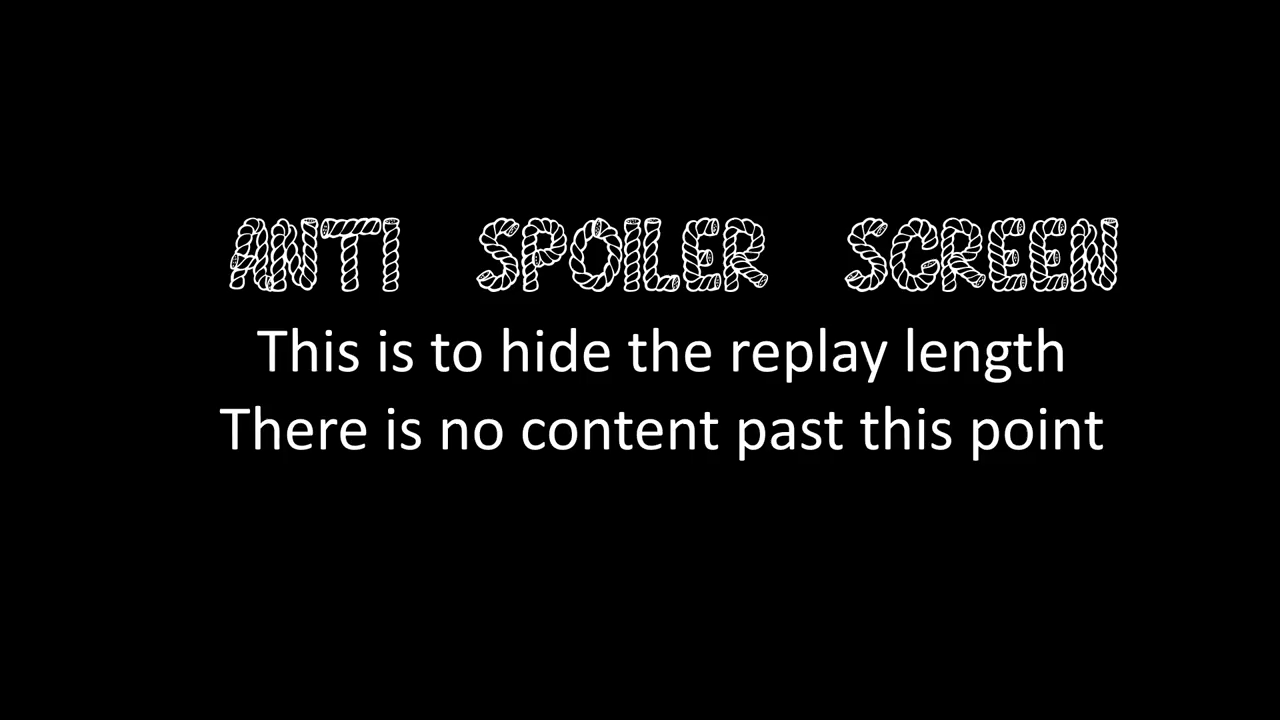 ANTI SPOILER SCREEN
This is to hide the replay length
There is no content past this point